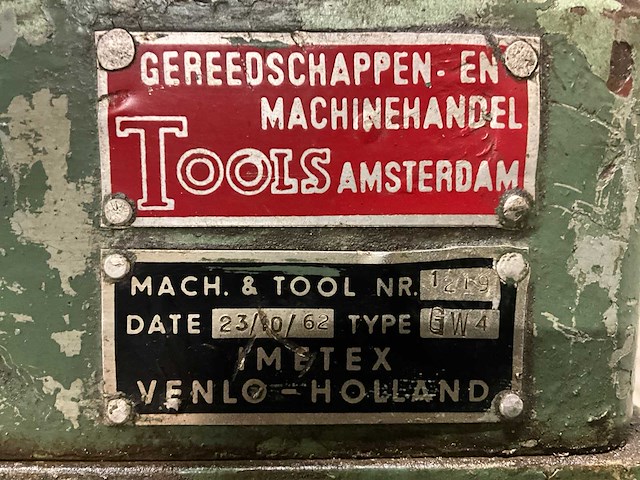 GEREEDSCHAPPEN- EN
MACHINEHANDEL
TOOLS AMSTERDAM
MACH. & TOOL NR. 1219
DATE 23/10/62 TYPE GW4
IMETEX
VENLO-HOLLAND